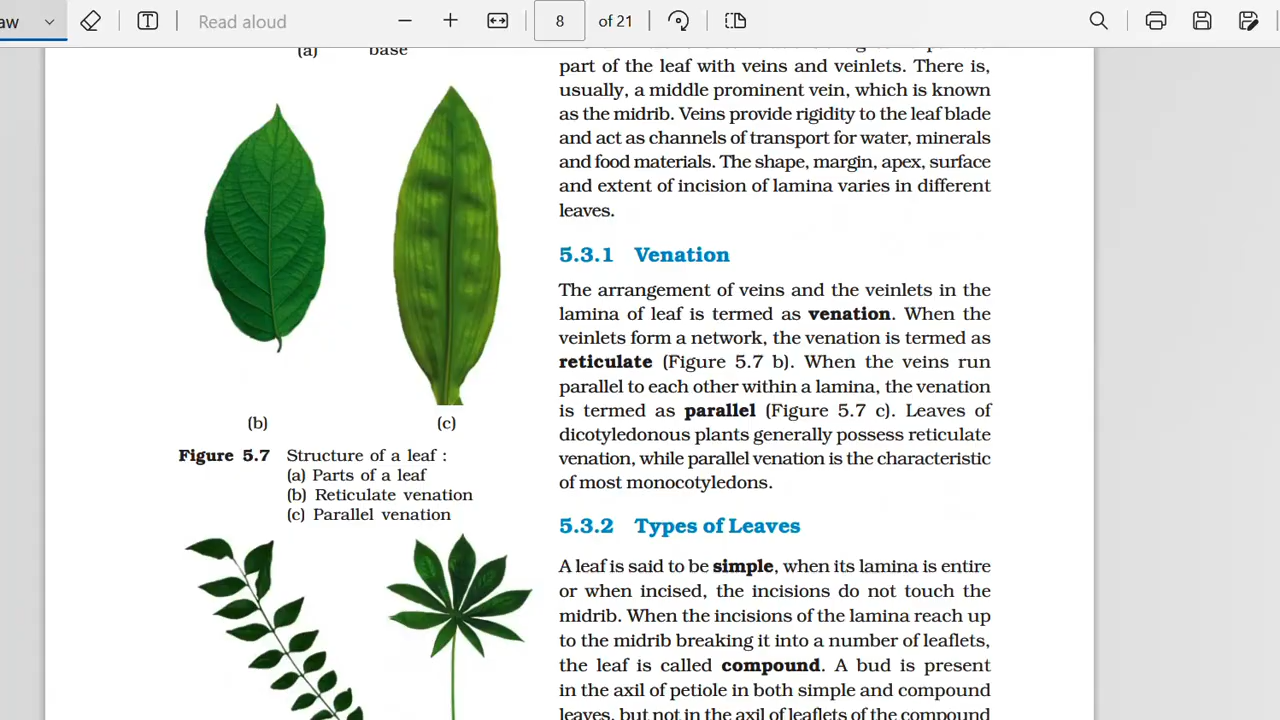 aw
Read aloud
8 of 21
(a) base
part of the leaf with veins and veinlets. There is,
usually, a middle prominent vein, which is known
as the midrib. Veins provide rigidity to the leaf blade
and act as channels of transport for water, minerals
and food materials. The shape, margin, apex, surface
and extent of incision of lamina varies in different
leaves.
(b) (c)
Figure 5.7 Structure of a leaf :
(a) Parts of a leaf
(b) Reticulate venation
(c) Parallel venation
5.3.1 Venation
The arrangement of veins and the veinlets in the
lamina of leaf is termed as venation. When the
veinlets form a network, the venation is termed as
reticulate (Figure 5.7 b). When the veins run
parallel to each other within a lamina, the venation
is termed as parallel (Figure 5.7 c). Leaves of
dicotyledonous plants generally possess reticulate
venation, while parallel venation is the characteristic
of most monocotyledons.
5.3.2 Types of Leaves
A leaf is said to be simple, when its lamina is entire
or when incised, the incisions do not touch the
midrib. When the incisions of the lamina reach up
to the midrib breaking it into a number of leaflets,
the leaf is called compound. A bud is present
in the axil of petiole in both simple and compound
leaves, but not in the axil of leaflets of the compound